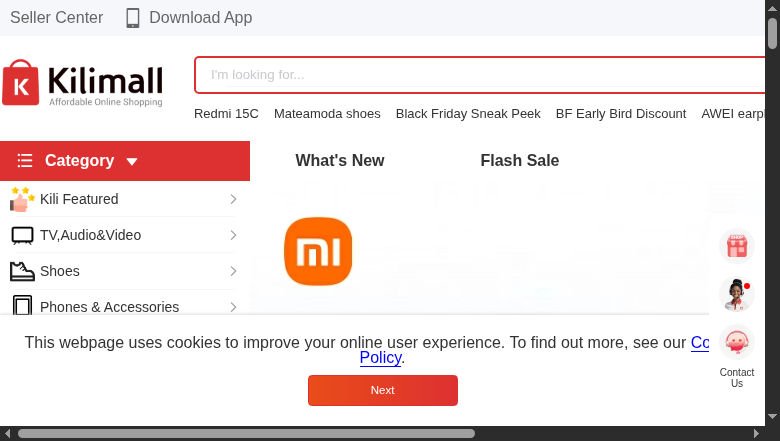 Seller Center
Download App
K
Kilimall
Affordable Online Shopping
I'm looking for...
Redmi 15C
Mateamoda shoes
Black Friday Sneak Peek
BF Early Bird Discount
AWEI
Category
What's New
Flash Sale
Kili Featured
TV,Audio&Video
Shoes
Phones & Accessories
mi
This webpage uses cookies to improve your online user experience. To find out more, see our
Policy.
Next
Contact
Us